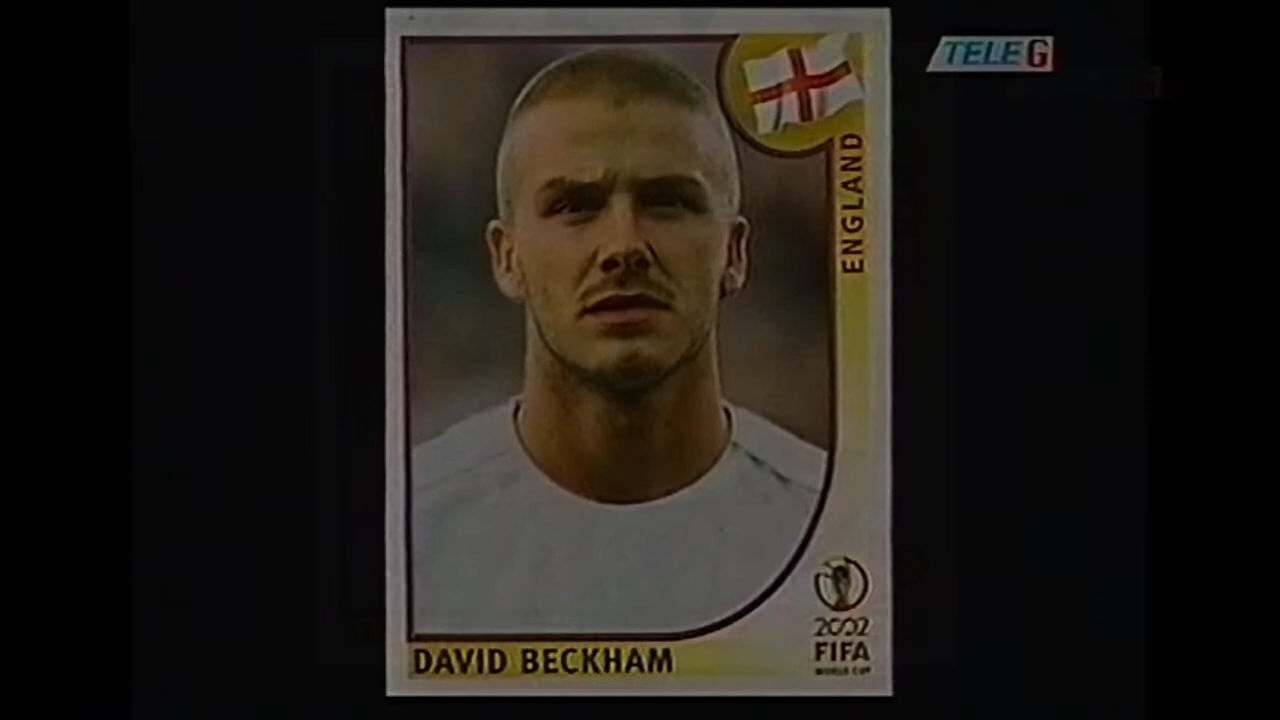 TELE G
ENGLAND
2002
FIFA
WORLD CUP
DAVID BECKHAM